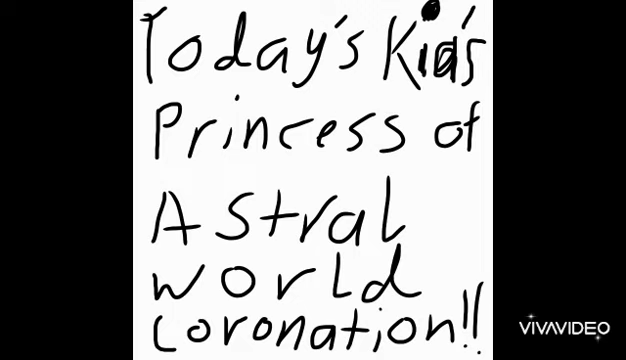 Today's Kid's
Princess of
Astral
world
coronation!!
VIVAVIDEO